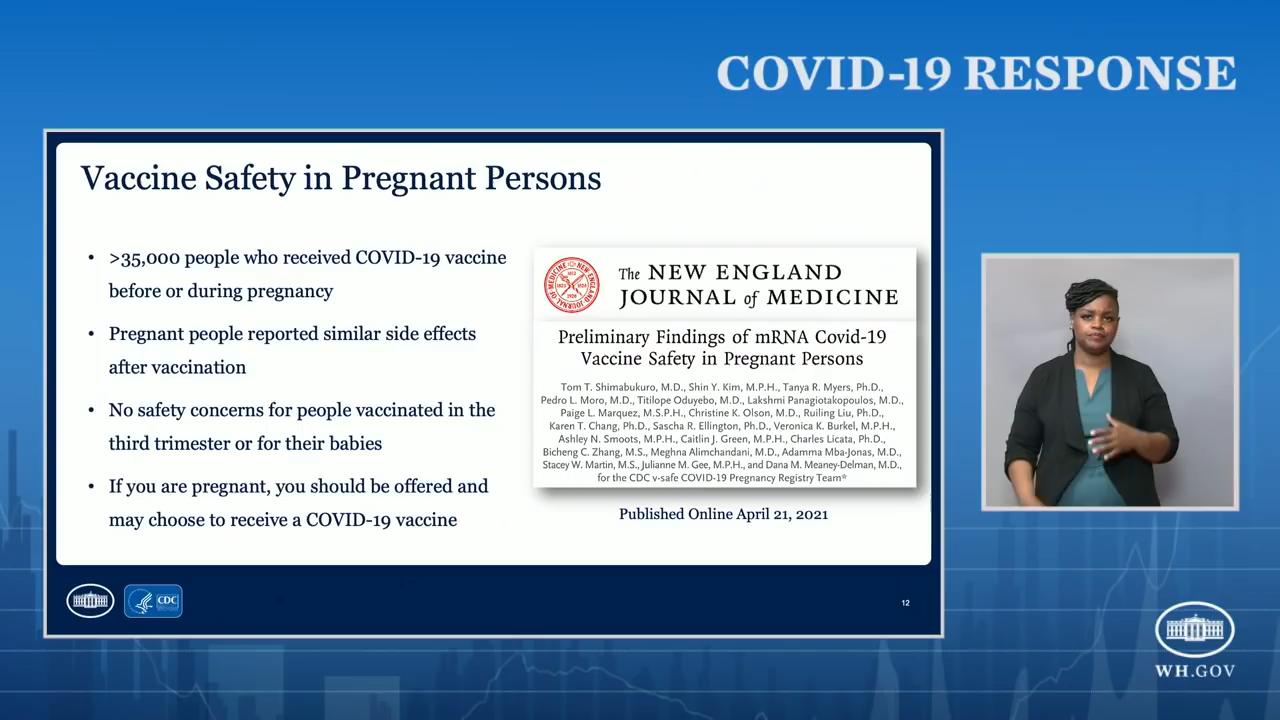 COVID-19 RESPONSE
Vaccine Safety in Pregnant Persons
• >35,000 people who received COVID-19 vaccine
before or during pregnancy
• Pregnant people reported similar side effects
after vaccination
• No safety concerns for people vaccinated in the
third trimester or for their babies
• If you are pregnant, you should be offered and
may choose to receive a COVID-19 vaccine
The NEW ENGLAND
JOURNAL of MEDICINE
Preliminary Findings of mRNA Covid-19
Vaccine Safety in Pregnant Persons
Tom T. Shimabukuro, M.D., Shin Y. Kim, M.P.H., Tanya R. Myers, Ph.D.,
Pedro L. Moro, M.D., Titilope Oduyebo, M.D., Lakshmi Panagiotakopoulos, M.D.,
Paige L. Marquez, M.S.P.H., Christine K. Olson, M.D., Ruiling Liu, Ph.D.,
Karen T. Chang, Ph.D., Sascha R. Ellington, Ph.D., Veronica K. Burkel, M.P.H.,
Ashley N. Smoots, M.P.H., Caitlin J. Green, M.P.H., Charles Licata, Ph.D.,
Bicheng C. Zhang, M.S., Meghna Alimchandani, M.D., Adamma Mba-Jonas, M.D.,
Stacey W. Martin, M.S., Julianne M. Gee, M.P.H., and Dana M. Meaney-Delman, M.D.,
for the CDC v-safe COVID-19 Pregnancy Registry Team*
Published Online April 21, 2021
CDC
12
WH.GOV